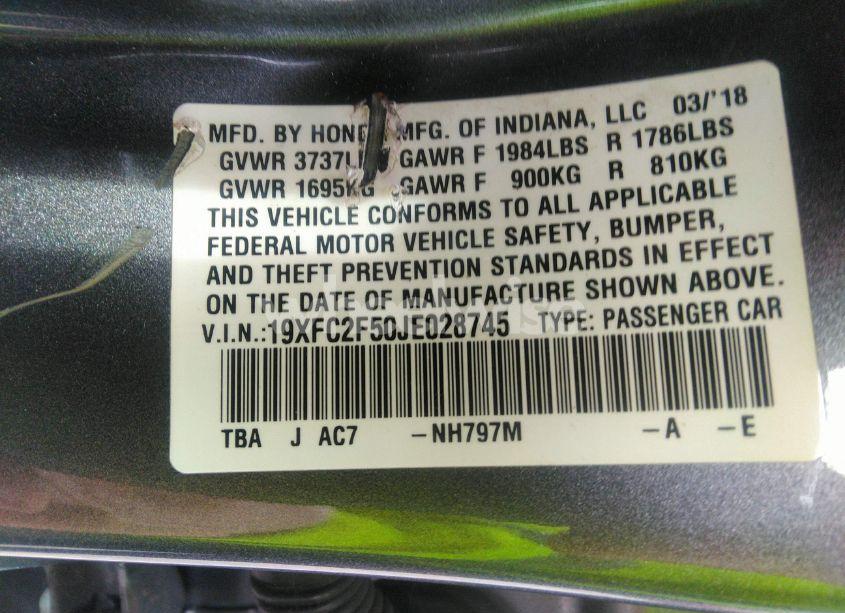 MFD. BY HOND MFG. OF INDIANA, LLC 03/'18
GVWR 3737L GAWR F 1984LBS R 1786LBS
GVWR 1695KG GAWR F 900KG R 810KG
THIS VEHICLE CONFORMS TO ALL APPLICABLE
FEDERAL MOTOR VEHICLE SAFETY, BUMPER,
AND THEFT PREVENTION STANDARDS IN EFFECT
ON THE DATE OF MANUFACTURE SHOWN ABOVE.
V.I.N.:19XFC2F50JE028745 TYPE: PASSENGER CAR
TBA J AC7 -NH797M -A -E